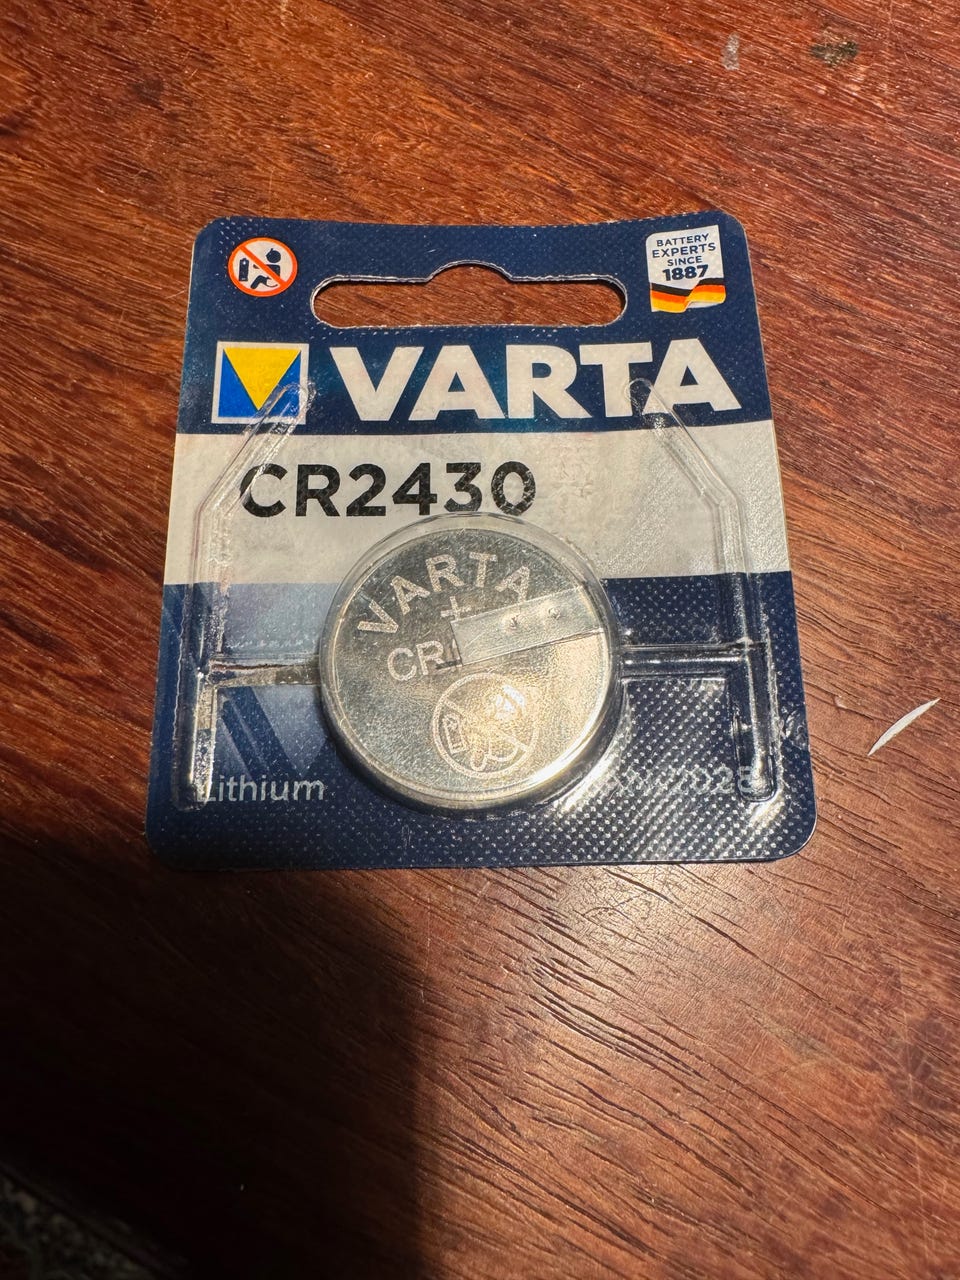 BATTERY
EXPERTS
SINCE
1887
VARTA
CR2430
VARTA
+
CR
Lithium